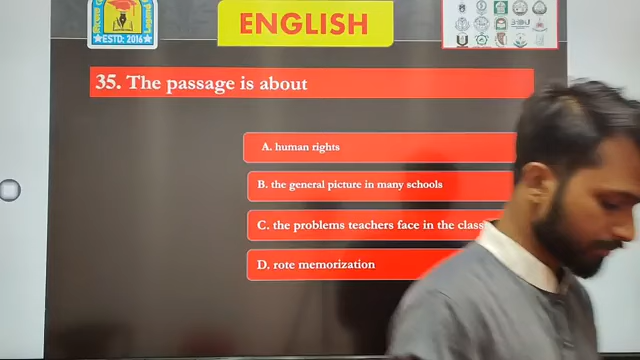 ESTD: 2016
ENGLISH
35. The passage is about
A. human rights
B. the general picture in many schools
C. the problems teachers face in the class
D. rote memorization